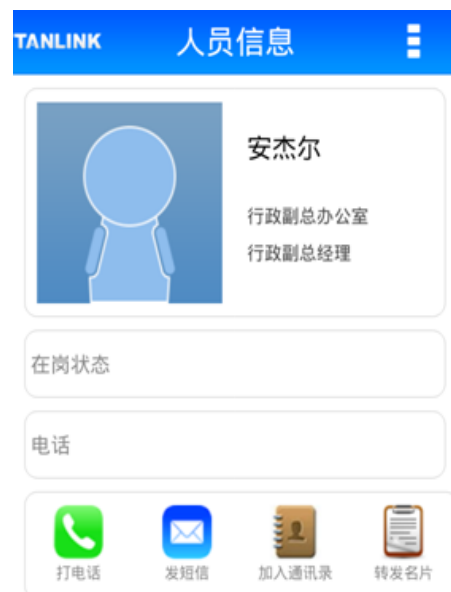 TANLINK 人员信息
安杰尔
行政副总办公室
行政副总经理
在岗状态
电话
打电话 发短信 加入通讯录 转发名片